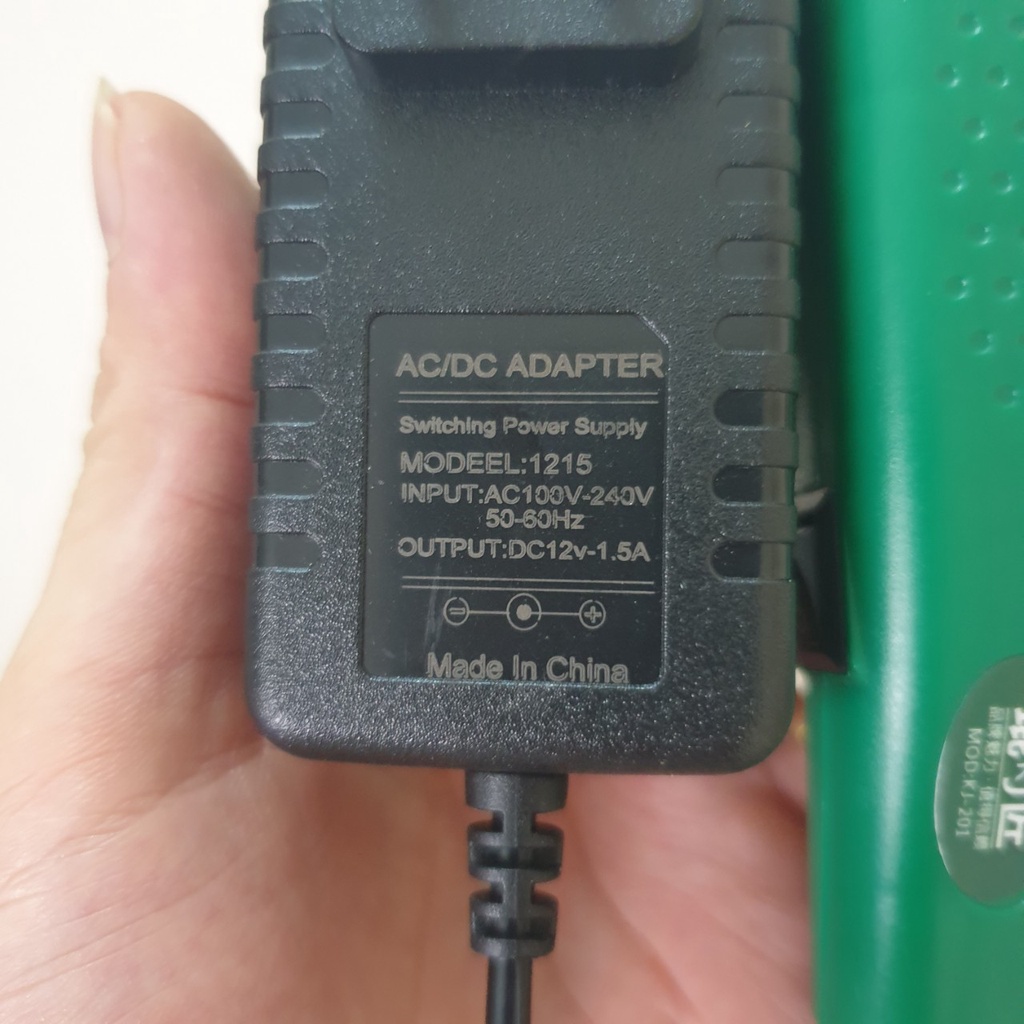 AC/DC ADAPTER
Switching Power Supply
MODEEL:1215
INPUT:AC100V-240V
50-60Hz
OUTPUT:DC12v-1.5A
Made In China
MOD:KJ-201